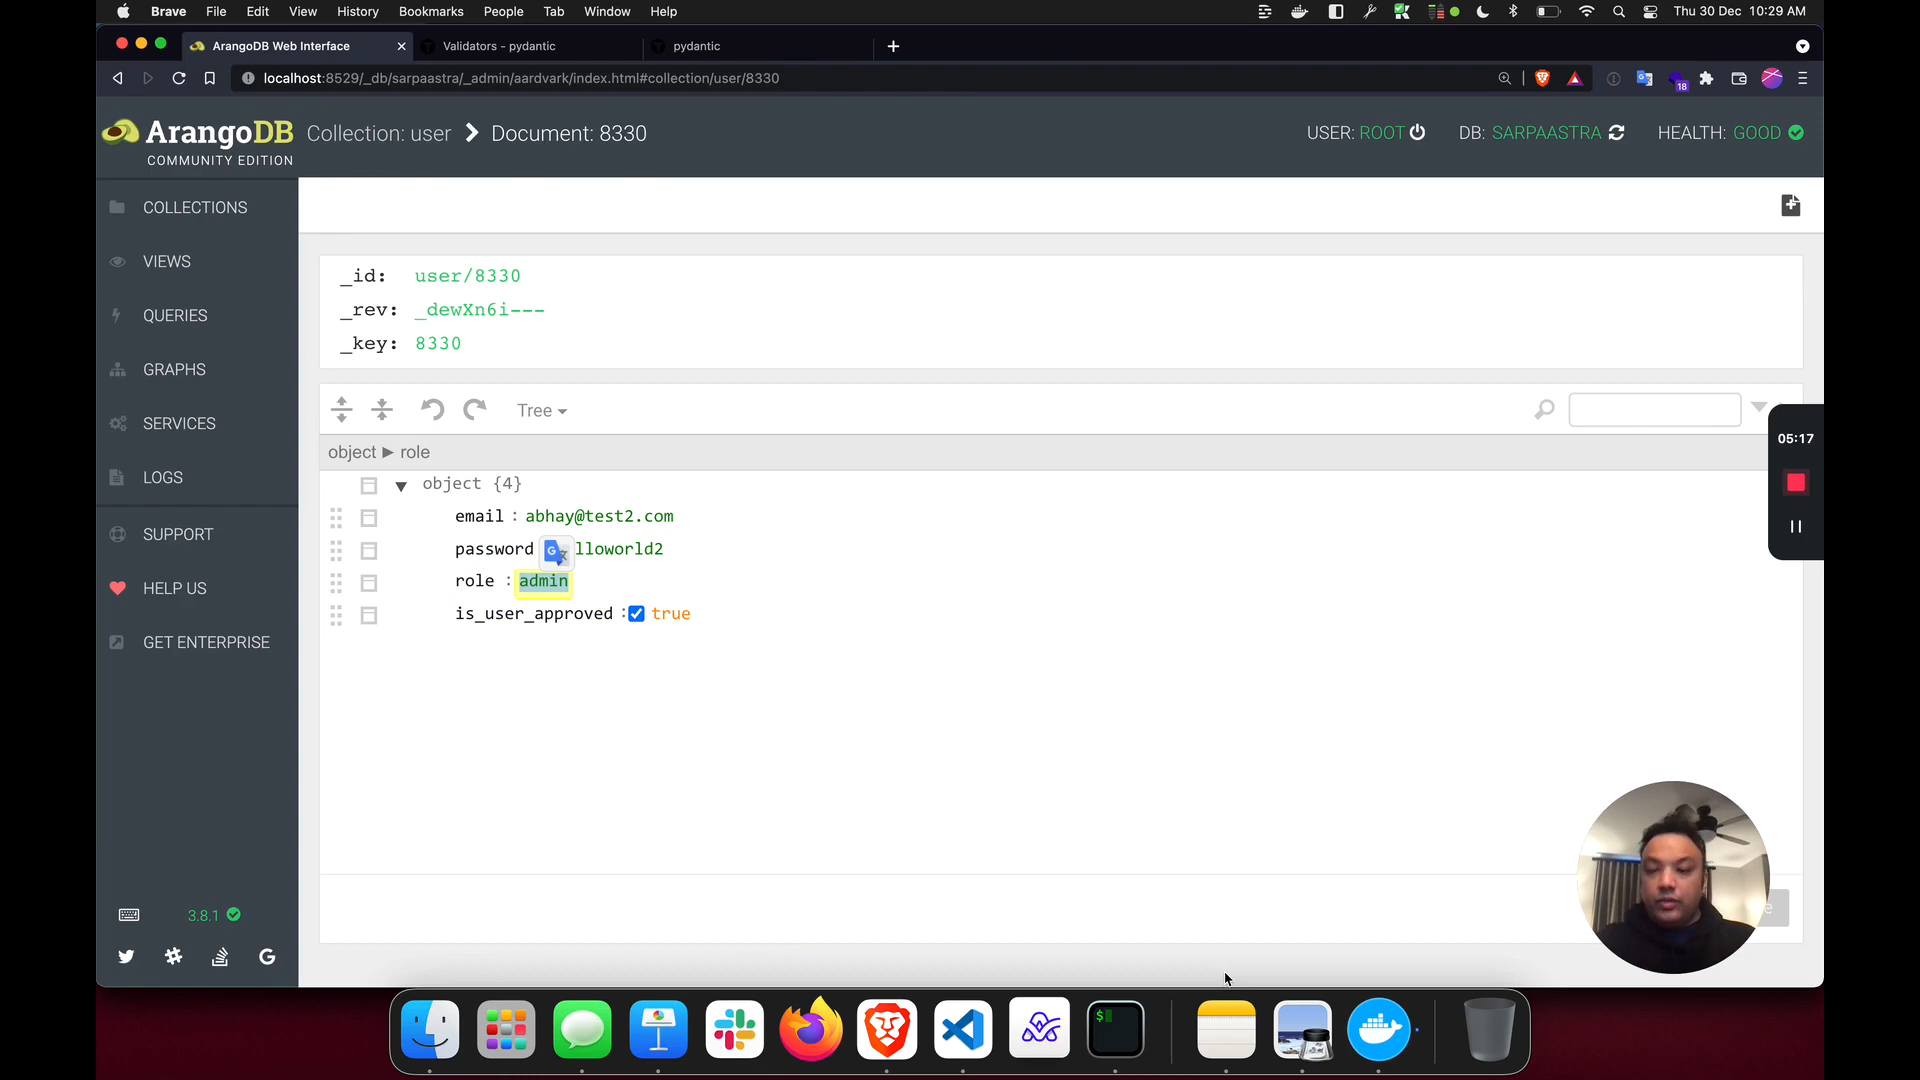 Brave File Edit View History Bookmarks People Tab Window Help Thu 30 Dec 10:29 AM
ArangoDB Web Interface Validators - pydantic pydantic
localhost:8529/_db/sarpaastra/_admin/aardvark/index.html#collection/user/8330
18
ArangoDB
COMMUNITY EDITION
Collection: user Document: 8330
USER: ROOT DB: SARPAASTRA HEALTH: GOOD
COLLECTIONS
VIEWS
QUERIES
GRAPHS
SERVICES
LOGS
SUPPORT
HELP US
GET ENTERPRISE
3.8.1
_id: user/8330
_rev: _dewXn6i---
_key: 8330
Tree
object ▶ role
object {4}
email : abhay@test2.com
password lloworld2
role : admin
is_user_approved : true
05:17